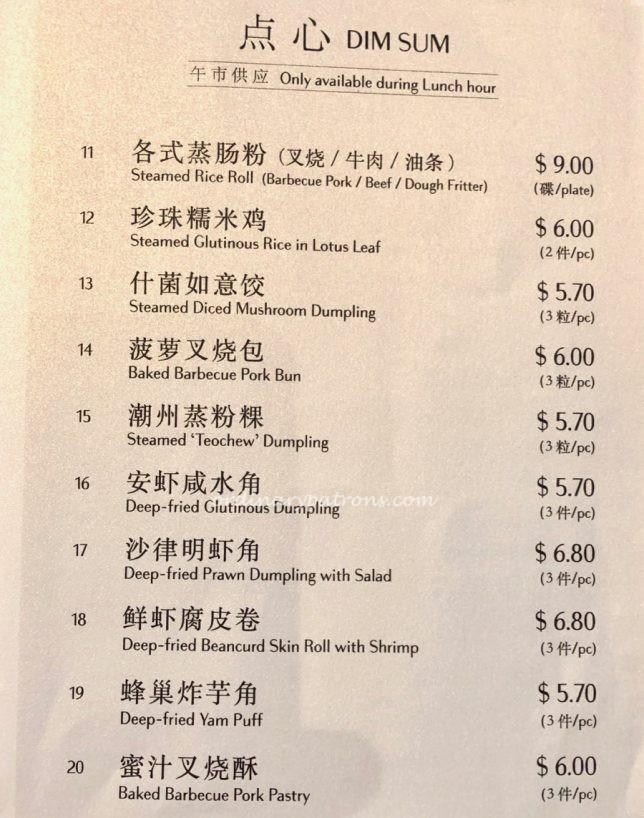 点心 DIM SUM
午市供应 Only available during Lunch hour
11 各式蒸肠粉 (叉烧 / 牛肉 / 油条) $ 9.00
Steamed Rice Roll (Barbecue Pork / Beef / Dough Fritter) (碟/plate)
12 珍珠糯米鸡 $ 6.00
Steamed Glutinous Rice in Lotus Leaf (2 件/pc)
13 什菌如意饺 $ 5.70
Steamed Diced Mushroom Dumpling (3 粒/pc)
14 菠萝叉烧包 $ 6.00
Baked Barbecue Pork Bun (3 粒/pc)
15 潮州蒸粉粿 $ 5.70
Steamed ‘Teochew’ Dumpling (3 粒/pc)
16 安虾咸水角 $ 5.70
ordinarypatrons.com
Deep-fried Glutinous Dumpling (3 件/pc)
17 沙律明虾角 $ 6.80
Deep-fried Prawn Dumpling with Salad (3 件/pc)
18 鲜虾腐皮卷 $ 6.80
Deep-fried Beancurd Skin Roll with Shrimp (3 件/pc)
19 蜂巢炸芋角 $ 5.70
Deep-fried Yam Puff (3 件/pc)
20 蜜汁叉烧酥 $ 6.00
Baked Barbecue Pork Pastry (3 件/pc)